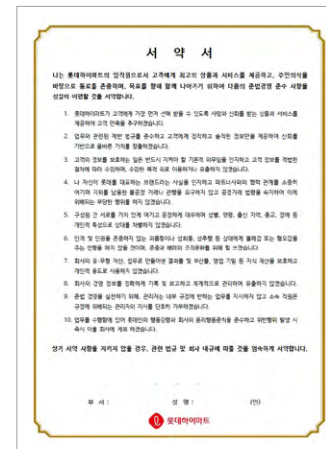 서 약 서
나는 롯데하이마트의 임직원으로서 고객에게 최고의 상품과 서비스를 제공하고, 주인의식을
바탕으로 동료를 존중하며, 목표를 향해 함께 나아가기 위하여 다음의 준법경영 준수 사항을
성실히 이행할 것을 서약합니다.
1. 롯데하이마트가 고객에게 가장 먼저 선택 받을 수 있도록 사랑과 신뢰를 받는 상품과 서비스를
제공하여 고객 만족을 추구하겠습니다.
2. 업무와 관련된 제반 법규를 준수하고 고객에게 정직하고 솔직한 정보만을 제공하여 신뢰를
기반으로 올바른 가치를 창출하겠습니다.
3. 고객의 정보를 보호하는 일은 반드시 지켜야 할 기본적 의무임을 인지하고 고객 정보를 적법한
절차에 따라 수집하며, 수집된 목적 외로 이용하거나 유출하지 않겠습니다.
4. 나 자신이 롯데를 대표하는 브랜드라는 사실을 인지하고 파트너사와의 협력 관계를 소중히
여기며 지위를 남용한 불공정 거래나 관행을 요구하지 않고 공정거래 법령을 숙지하여 이에
위배되는 부당한 행위를 하지 않겠습니다.
5. 구성원 간 서로를 가치 있게 여기고 공정하게 대우하며 성별, 연령, 출신 지역, 종교, 장애 등
개인적 특성으로 상대를 차별하지 않겠습니다.
6. 인격 및 인권을 존중하지 않는 괴롭힘이나 성희롱, 성추행 등 상대에게 불쾌감 또는 혐오감을
주는 언행을 하지 않을 것이며, 존중과 배려의 조직문화를 위해 힘 쓰겠습니다.
7. 회사의 유·무형 자산, 업무로 만들어낸 결과물 및 부산물, 영업 기밀 등 지식 재산을 보호하고
개인적 용도로 사용하지 않겠습니다.
8. 회사의 경영 정보를 정확하게 기록 및 보고하고 체계적으로 관리하며 유출하지 않겠습니다.
9. 준법 경영을 실천하기 위해, 관리자는 내부 규정에 반하는 업무를 지시하지 않고 소속 직원은
규정에 위배되는 관리자의 지시를 단호히 거부하겠습니다.
10. 업무를 수행함에 있어 롯데인의 행동강령과 회사의 윤리행동준칙을 준수하고 위반행위 발생 시
즉시 이를 회사에 제보 하겠습니다.
상기 서약 사항을 지키지 않을 경우, 관련 법규 및 회사 내규에 따를 것을 엄숙하게 서약합니다.
. . .
부 서 : 성 명 : (인)
롯데하이마트